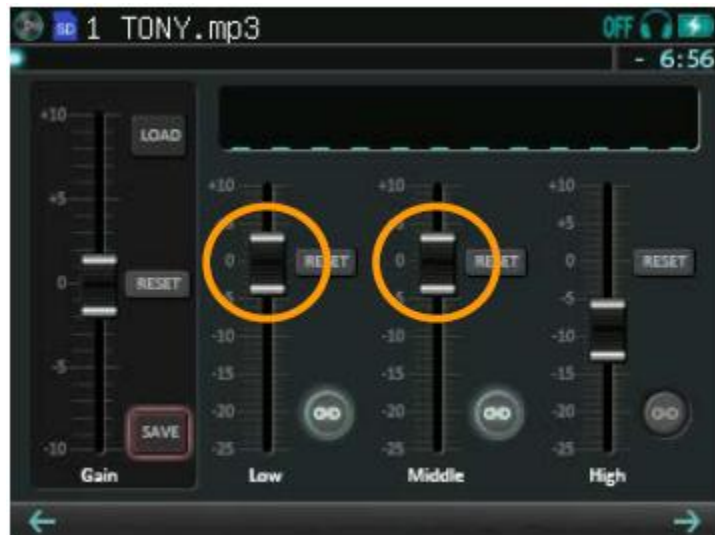 SD 1 TONY.mp3 OFF
- 6:56
+10 LOAD
+5
0 RESET
-5
SAVE
-10
Gain
+10 +10 +10
+5
0 RESET 0 RESET 0 RESET
-5 -5 -5
-10 -10 -10
-15 -15 -15
-20 -20 -20
-25 -25 -25
Low Middle High